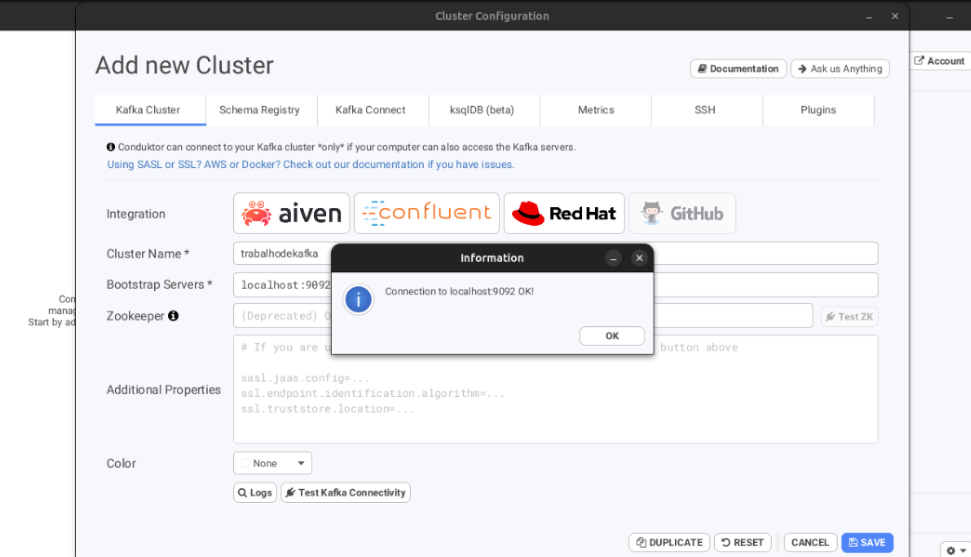 Cluster Configuration
Add new Cluster
Documentation
Ask us Anything
Account
Kafka Cluster
Schema Registry
Kafka Connect
ksqlDB (beta)
Metrics
SSH
Plugins
Conduktor can connect to your Kafka cluster *only* if your computer can also access the Kafka servers.
Using SASL or SSL? AWS or Docker? Check out our documentation if you have issues.
Integration
aiven
confluent
Red Hat
GitHub
Cluster Name *
trabalhodekafka
Information
Bootstrap Servers *
localhost:9092
Connection to localhost:9092 OK!
Zookeeper
(Deprecated)
Test ZK
OK
Start by
# If you are
button above
Additional Properties
sasl.jaas.config=...
ssl.endpoint.identification.algorithm=...
ssl.truststore.location=...
Color
None
Logs
Test Kafka Connectivity
DUPLICATE
RESET
CANCEL
SAVE